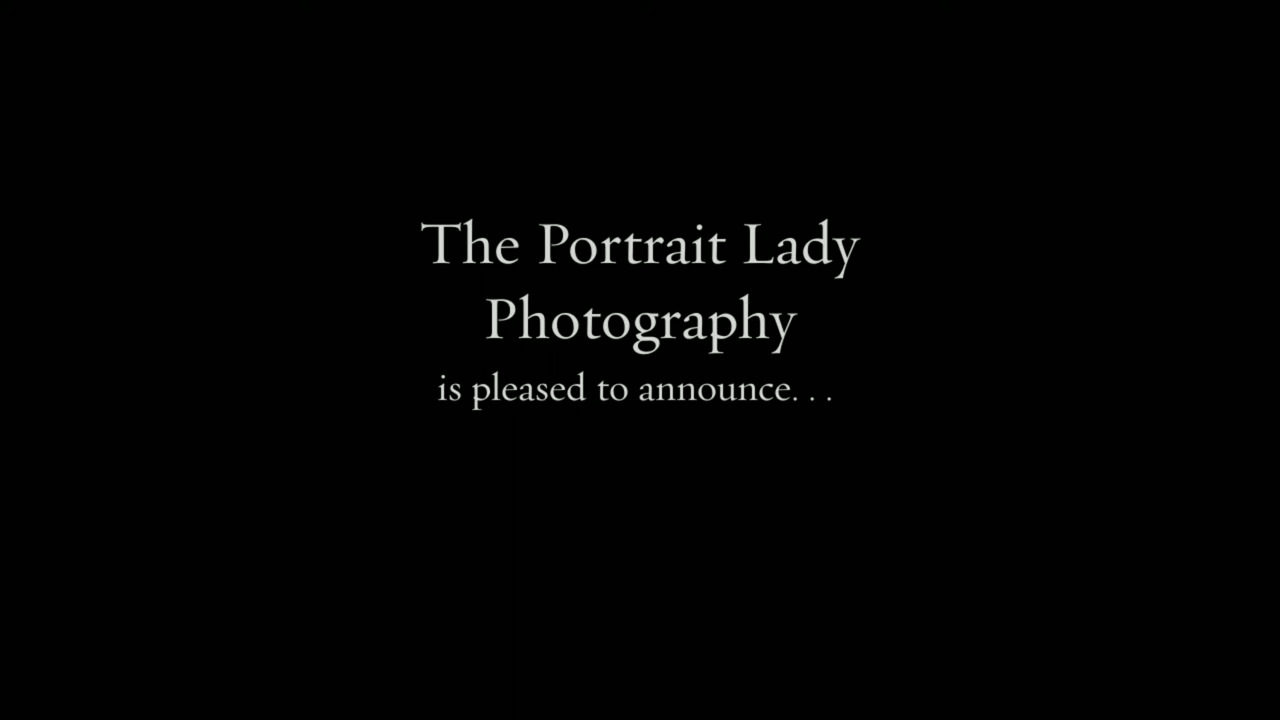 The Portrait Lady
Photography
is pleased to announce. . .